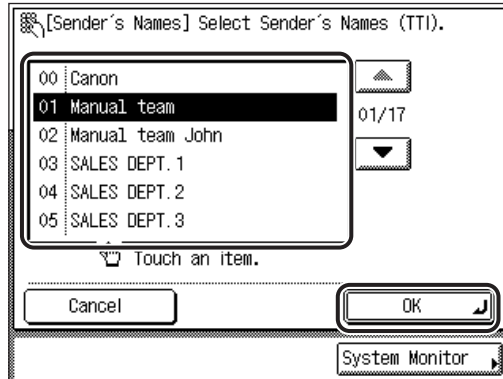 [Sender´s Names] Select Sender´s Names (TTI).
00 Canon
01 Manual team
01/17
02 Manual team John
03 SALES DEPT.1
04 SALES DEPT.2
05 SALES DEPT.3
Touch an item.
Cancel
OK
System Monitor